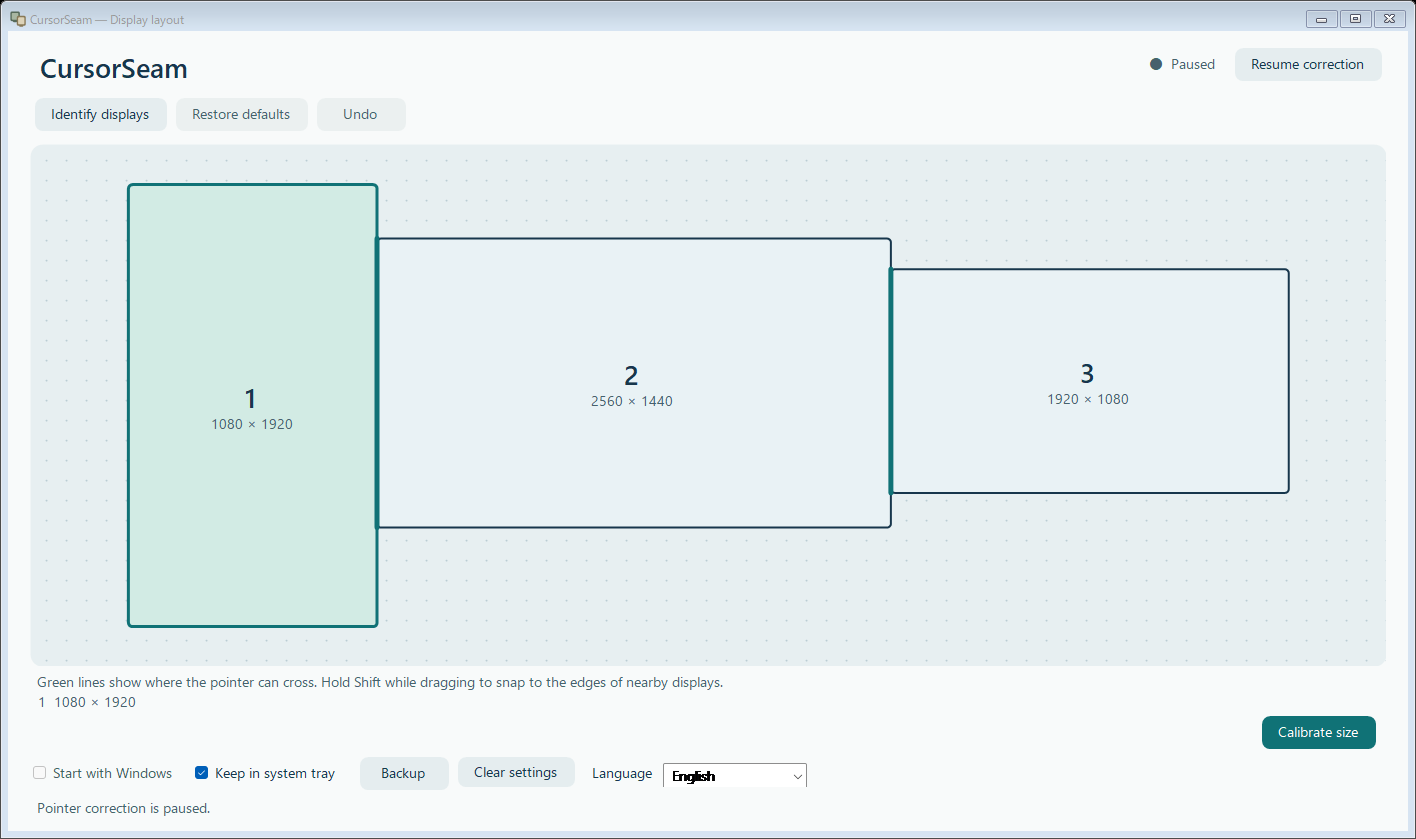 CursorSeam — Display layout
CursorSeam
Paused
Resume correction
Identify displays
Restore defaults
Undo
1
1080 × 1920
2
2560 × 1440
3
1920 × 1080
Green lines show where the pointer can cross. Hold Shift while dragging to snap to the edges of nearby displays.
1 1080 × 1920
Calibrate size
Start with Windows
Keep in system tray
Backup
Clear settings
Language
English
Pointer correction is paused.